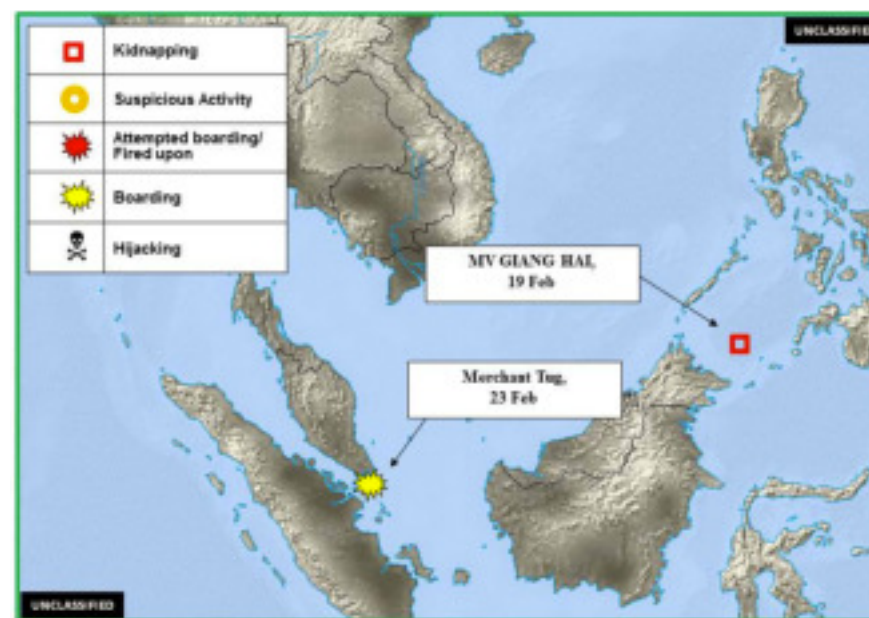 UNCLASSIFIED
Kidnapping
Suspicious Activity
Attempted boarding/
Fired upon
Boarding
Hijacking
MV GIANG HAI,
19 Feb
Merchant Tug,
23 Feb
UNCLASSIFIED